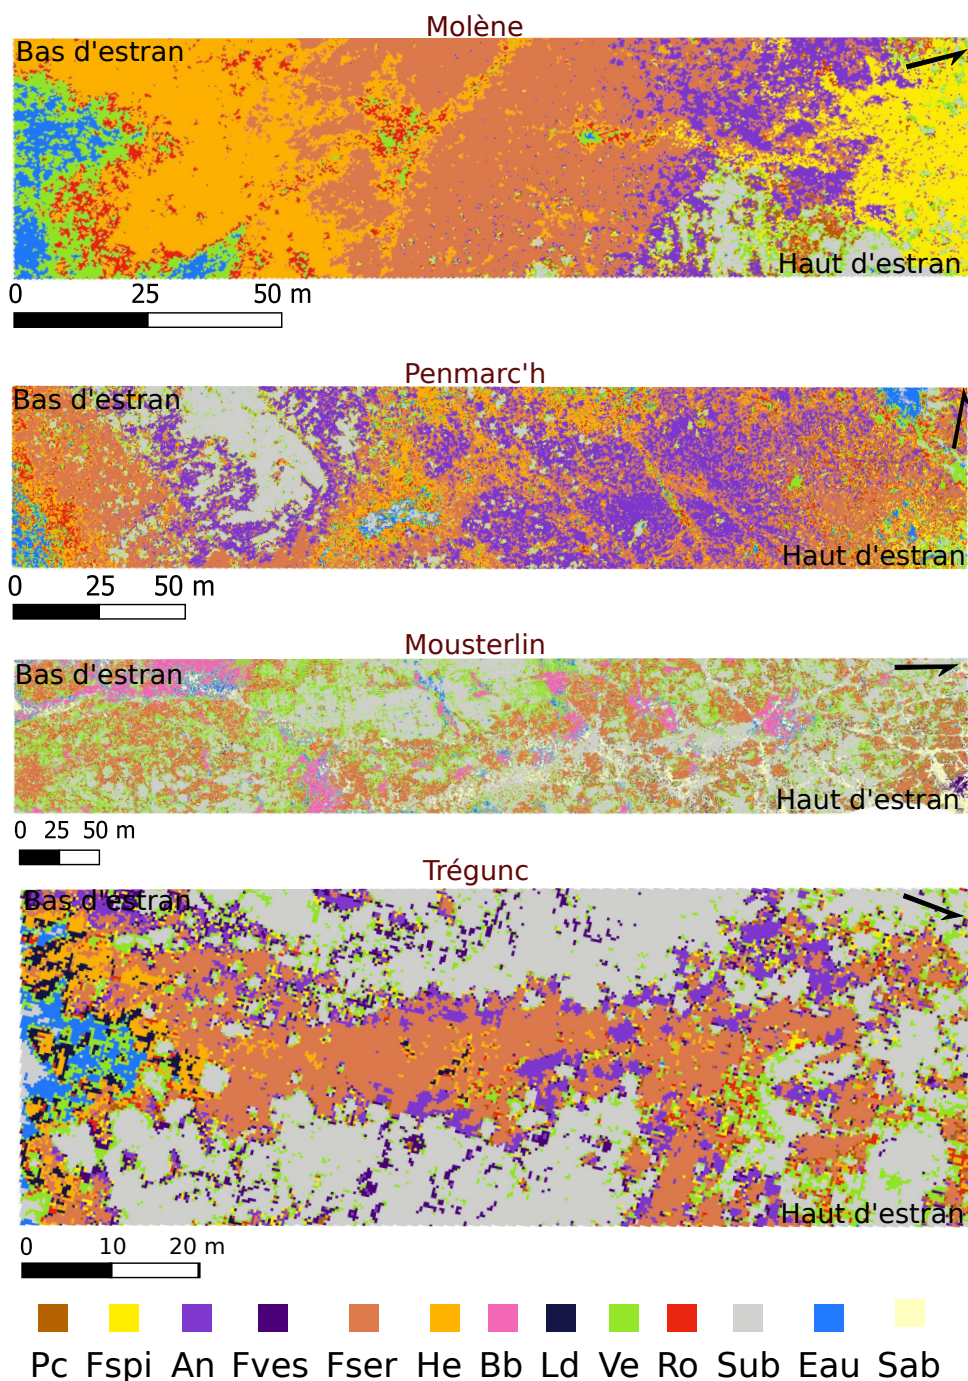 Molène
Bas d'estran
Haut d'estran
0 25 50 m
Penmarc'h
Bas d'estran
Haut d'estran
0 25 50 m
Mousterlin
Bas d'estran
Haut d'estran
0 25 50 m
Trégunc
Bas d'estran
Haut d'estran
0 10 20 m
Pc Fspi An Fves Fser He Bb Ld Ve Ro Sub Eau Sab